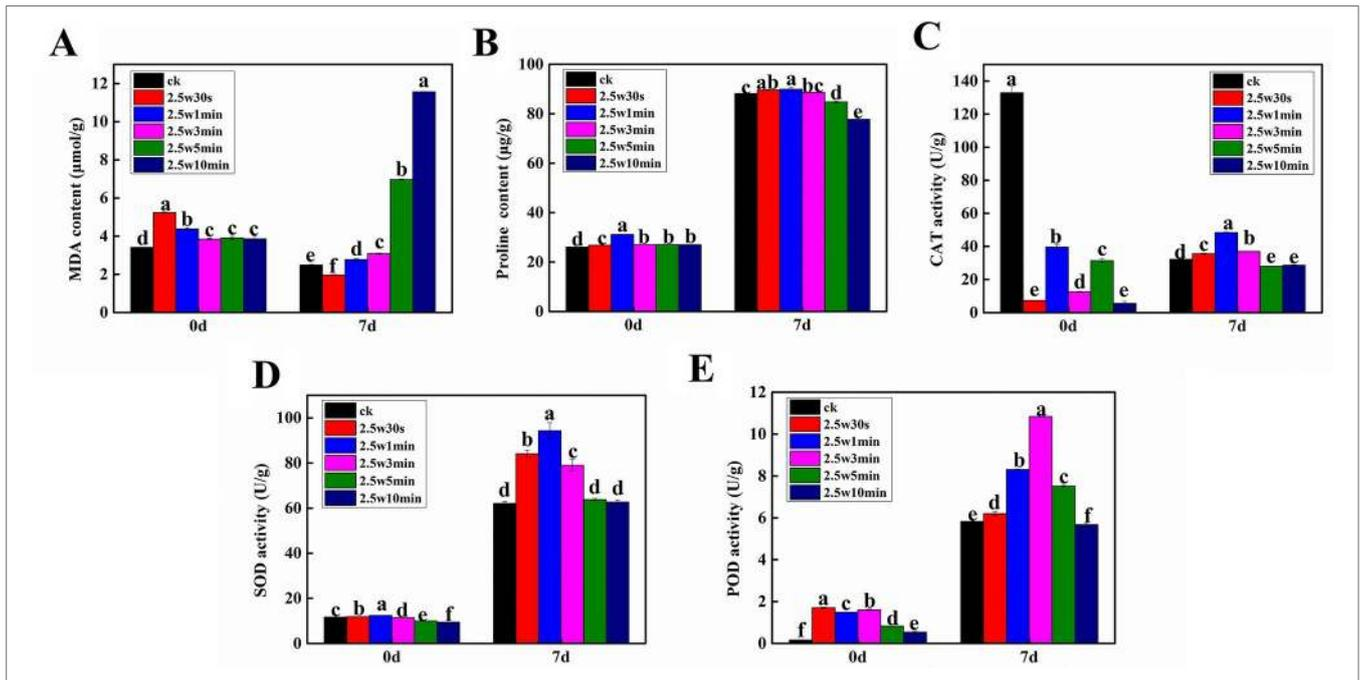 A
MDA content (μmol/g)
12
10
8
6
4
2
0
ck
2.5w30s
2.5w1min
2.5w3min
2.5w5min
2.5w10min
d a b c c c
e f d c b a
0d 7d
B
Proline content (μg/g)
100
80
60
40
20
0
ck
2.5w30s
2.5w1min
2.5w3min
2.5w5min
2.5w10min
d c a b b b
c ab a bc d e
0d 7d
C
CAT activity (U/g)
140
120
100
80
60
40
20
0
ck
2.5w30s
2.5w1min
2.5w3min
2.5w5min
2.5w10min
a e b d c e
d c a b e e
0d 7d
D
SOD activity (U/g)
100
80
60
40
20
0
ck
2.5w30s
2.5w1min
2.5w3min
2.5w5min
2.5w10min
c b a d e f
d b a c d d
0d 7d
E
POD activity (U/g)
12
10
8
6
4
2
0
ck
2.5w30s
2.5w1min
2.5w3min
2.5w5min
2.5w10min
f a c b d d
e d b a c f
0d 7d